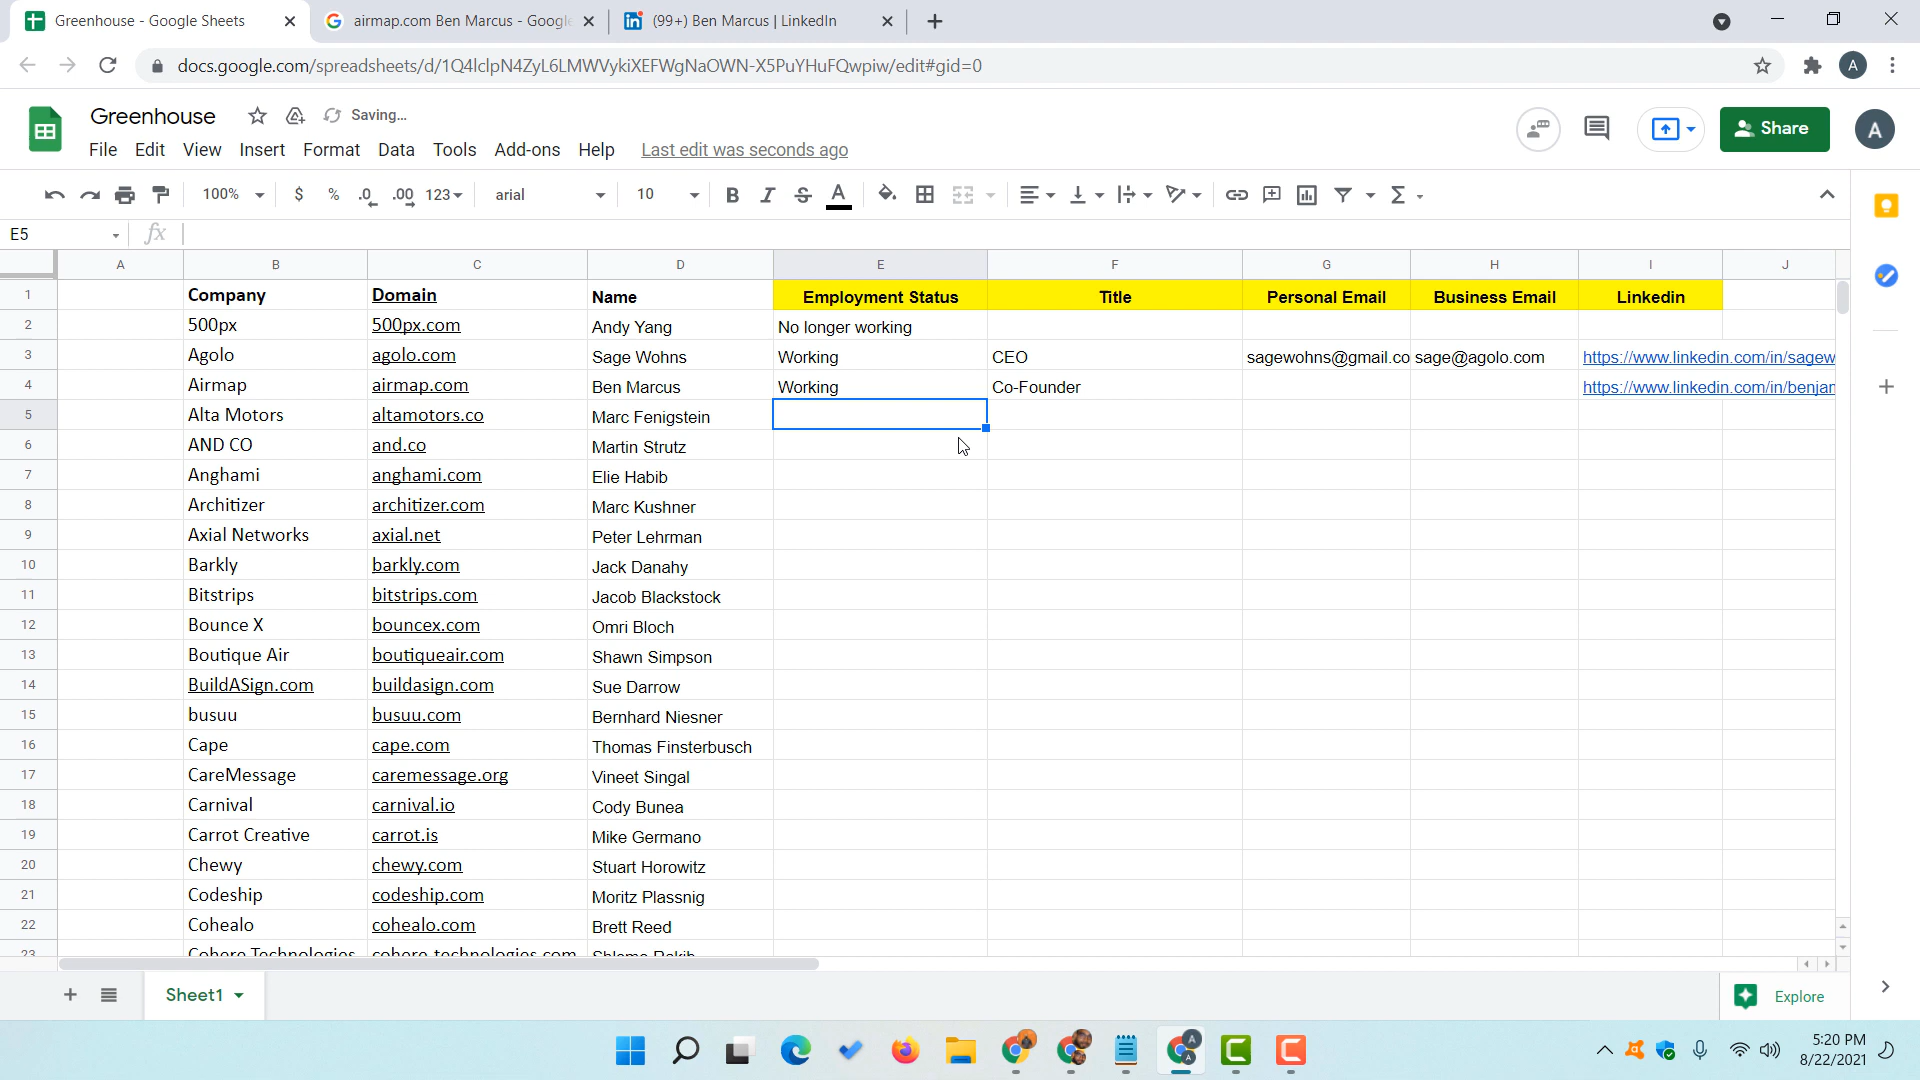 Greenhouse - Google Sheets
airmap.com Ben Marcus - Google
(99+) Ben Marcus | LinkedIn
docs.google.com/spreadsheets/d/1Q4lclpN4ZyL6LMWVykiXEFWgNaOWN-X5PuYHuFQwpiw/edit#gid=0
A
Greenhouse
Saving...
Share
A
File Edit View Insert Format Data Tools Add-ons Help Last edit was seconds ago
100% $ % .0 .00 123 arial 10 B I S A
E5 fx
A B C D E F G H I J
1 Company Domain Name Employment Status Title Personal Email Business Email Linkedin
2 500px 500px.com Andy Yang No longer working
3 Agolo agolo.com Sage Wohns Working CEO sagewohns@gmail.co sage@agolo.com https://www.linkedin.com/in/sagew
4 Airmap airmap.com Ben Marcus Working Co-Founder https://www.linkedin.com/in/benjan
5 Alta Motors altamotors.co Marc Fenigstein
6 AND CO and.co Martin Strutz
7 Anghami anghami.com Elie Habib
8 Architizer architizer.com Marc Kushner
9 Axial Networks axial.net Peter Lehrman
10 Barkly barkly.com Jack Danahy
11 Bitstrips bitstrips.com Jacob Blackstock
12 Bounce X bouncex.com Omri Bloch
13 Boutique Air boutiqueair.com Shawn Simpson
14 BuildASign.com buildasign.com Sue Darrow
15 busuu busuu.com Bernhard Niesner
16 Cape cape.com Thomas Finsterbusch
17 CareMessage caremessage.org Vineet Singal
18 Carnival carnival.io Cody Bunea
19 Carrot Creative carrot.is Mike Germano
20 Chewy chewy.com Stuart Horowitz
21 Codeship codeship.com Moritz Plassnig
22 Cohealo cohealo.com Brett Reed
23 Cohere Technologies cohere-technologies.com Shlomo Rakib
Sheet1
Explore
5:20 PM
8/22/2021